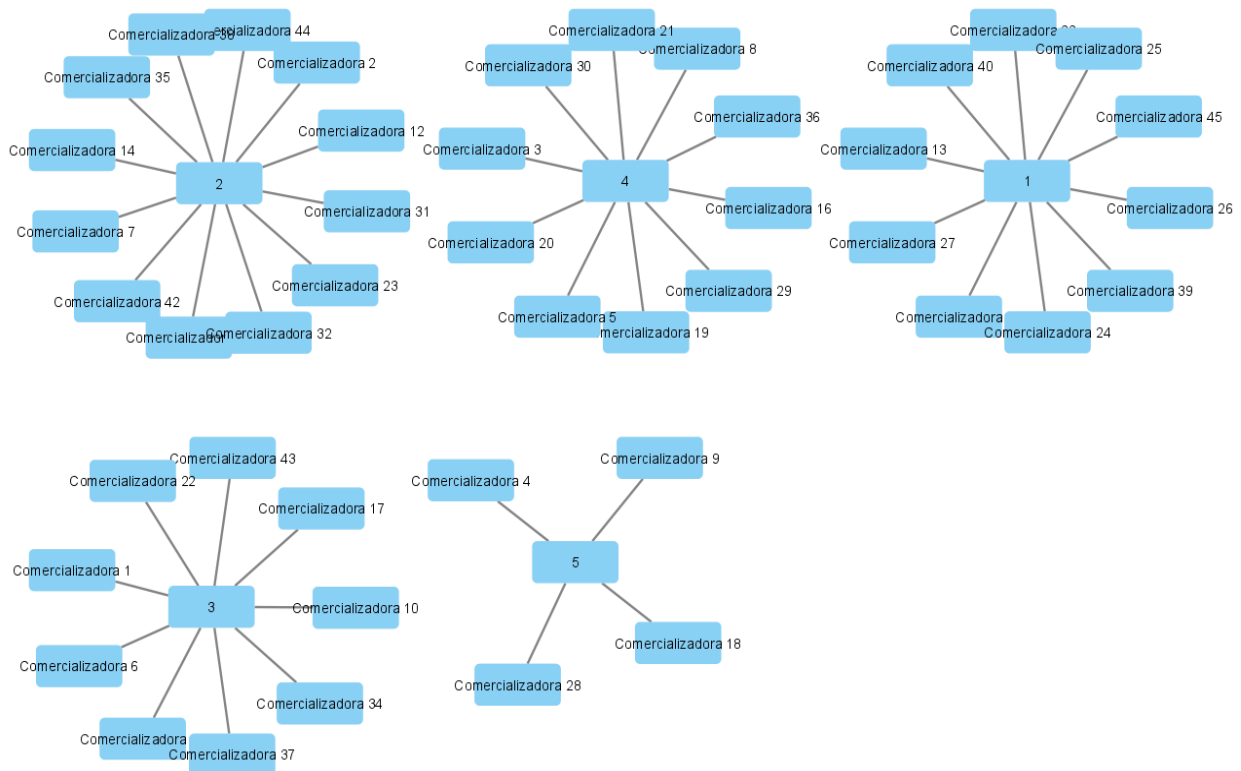 Comercializadora 38
ercializadora 44
Comercializadora 35
Comercializadora 2
Comercializadora 12
Comercializadora 14
2
Comercializadora 31
Comercializadora 7
Comercializadora 23
Comercializadora 42
Comercializador
Comercializadora 32
Comercializadora 21
Comercializadora 8
Comercializadora 30
Comercializadora 36
Comercializadora 3
4
Comercializadora 16
Comercializadora 20
Comercializadora 29
Comercializadora 5
mercializadora 19
Comercializadora
Comercializadora 25
Comercializadora 40
Comercializadora 45
Comercializadora 13
1
Comercializadora 26
Comercializadora 27
Comercializadora 39
Comercializadora
Comercializadora 24
Comercializadora 43
Comercializadora 22
Comercializadora 17
Comercializadora 1
3
Comercializadora 10
Comercializadora 6
Comercializadora 34
Comercializadora
Comercializadora 37
Comercializadora 4
Comercializadora 9
5
Comercializadora 18
Comercializadora 28